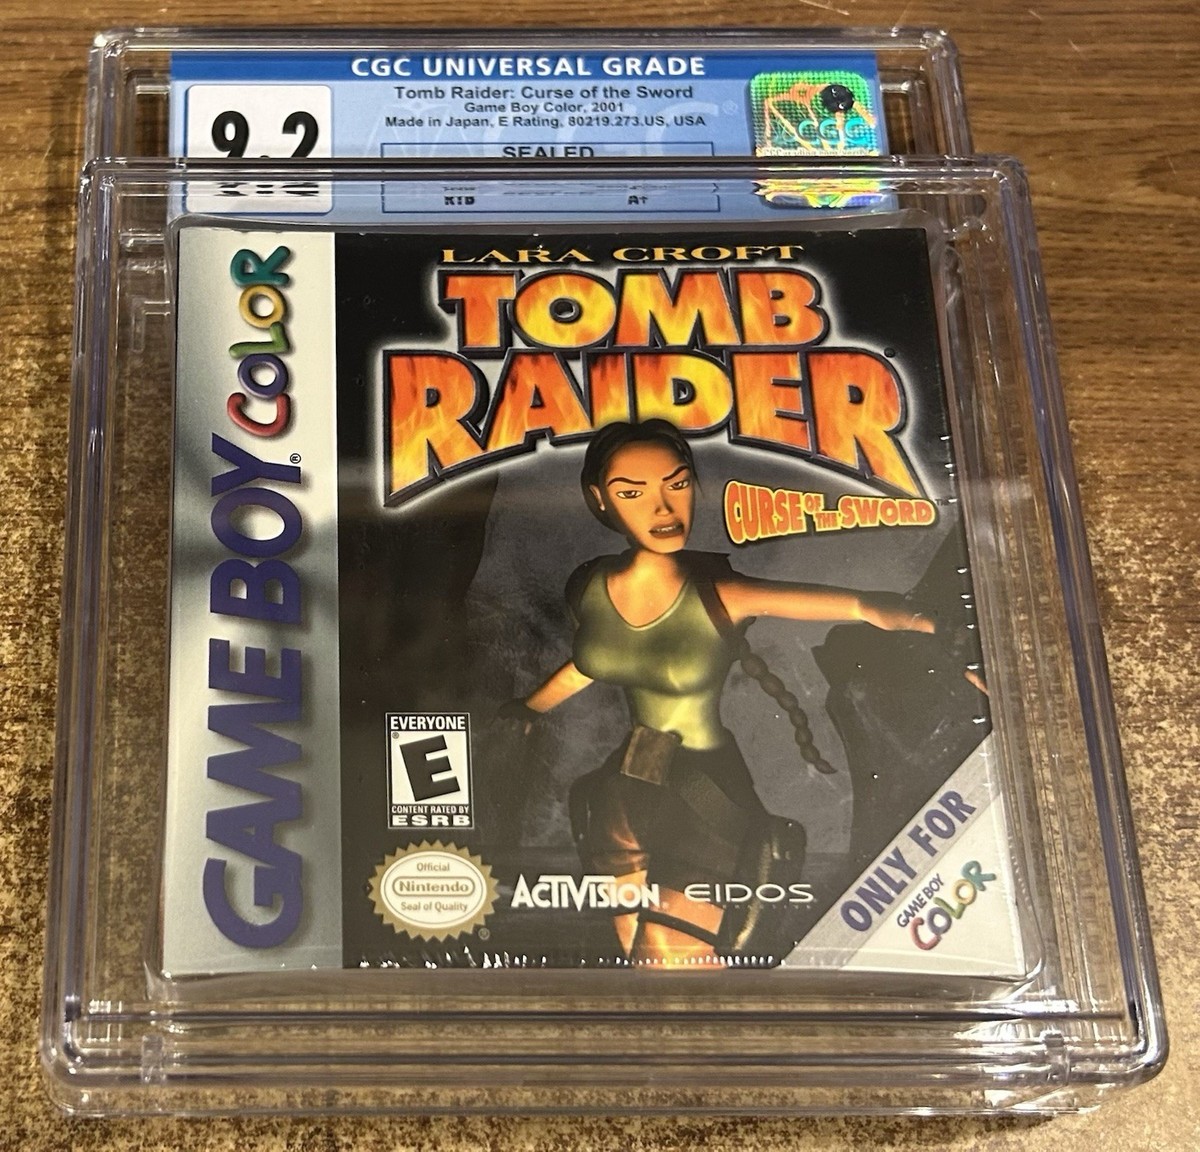 CGC UNIVERSAL GRADE
9.2
Tomb Raider: Curse of the Sword
Game Boy Color, 2001
Made in Japan, E Rating, 80219.273.US, USA
SEALED
CGC
A+
GAME BOY COLOR
LARA CROFT
TOMB
RAIDER
CURSE OF THE SWORD™
EVERYONE
E
CONTENT RATED BY
ESRB
Official
Nintendo
Seal of Quality
ACTIVISION®
EIDOS
ONLY FOR
GAME BOY
COLOR